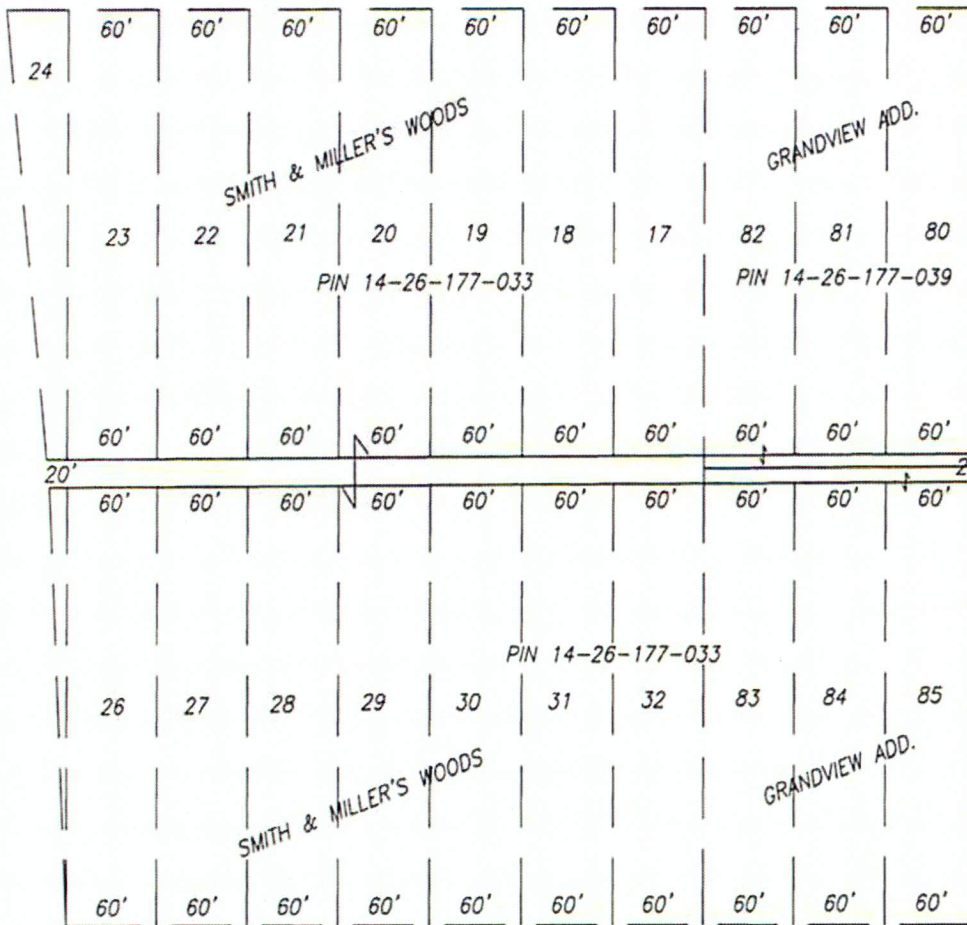 60' 60' 60' 60' 60' 60' 60' 60' 60' 60'
24
SMITH & MILLER'S WOODS
GRANDVIEW ADD.
23 22 21 20 19 18 17 82 81 80
PIN 14-26-177-033 PIN 14-26-177-039
60' 60' 60' 60' 60' 60' 60' 60' 60' 60'
20' 2
60' 60' 60' 60' 60' 60' 60' 60' 60' 60'
PIN 14-26-177-033
26 27 28 29 30 31 32 83 84 85
SMITH & MILLER'S WOODS
GRANDVIEW ADD.
60' 60' 60' 60' 60' 60' 60' 60' 60' 60'